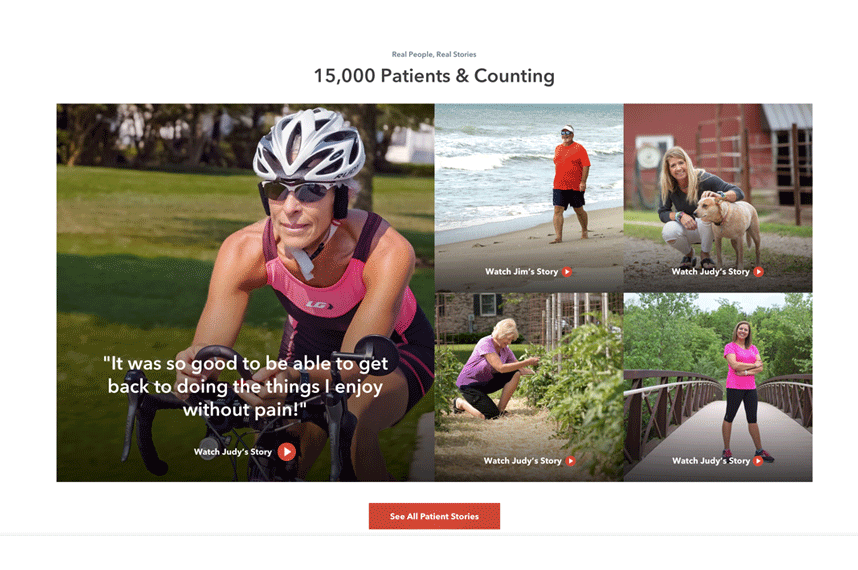 Real People, Real Stories
15,000 Patients & Counting
LG
"It was so good to be able to get
back to doing the things I enjoy
without pain!"
Watch Judy's Story
Watch Jim's Story
Watch Judy's Story
Watch Judy's Story
Watch Judy's Story
See All Patient Stories